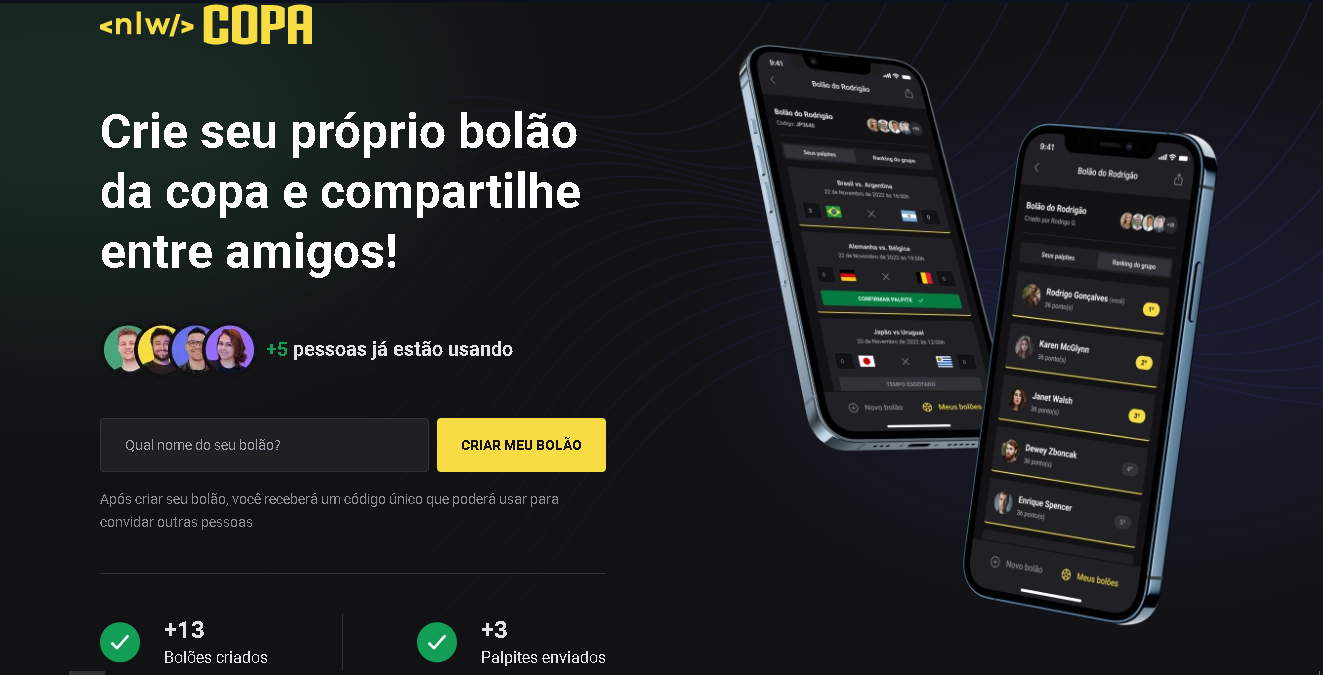 <nlw/> COPA
Crie seu próprio bolão
da copa e compartilhe
entre amigos!
+5 pessoas já estão usando
Qual nome do seu bolão?
CRIAR MEU BOLÃO
Após criar seu bolão, você receberá um código único que poderá usar para
convidar outras pessoas
+13
Bolões criados
+3
Palpites enviados
9:41
Bolão do Rodrigão
Bolão do Rodrigão
Código: JP3640
Seus palpites
Ranking do grupo
Brasil vs. Argentina
22 de Novembro de 2022 às 16:00h
3
0
Alemanha vs. Bélgica
22 de Novembro de 2022 às 19:00h
0
0
CONFIRMAR PALPITE
Japão vs Uruguai
20 de Novembro de 2022 às 12:00h
0
0
TEMPO ESGOTADO
Novo bolão
Meus bolões
9:41
Bolão do Rodrigão
Bolão do Rodrigão
Criado por Rodrigo G.
Seus palpites
Ranking do grupo
Rodrigo Gonçalves (você)
36 ponto(s)
1º
Karen McGlynn
36 ponto(s)
2º
Janet Walsh
36 ponto(s)
3º
Dewey Zboncak
36 ponto(s)
4º
Enrique Spencer
36 ponto(s)
5º
Novo bolão
Meus bolões